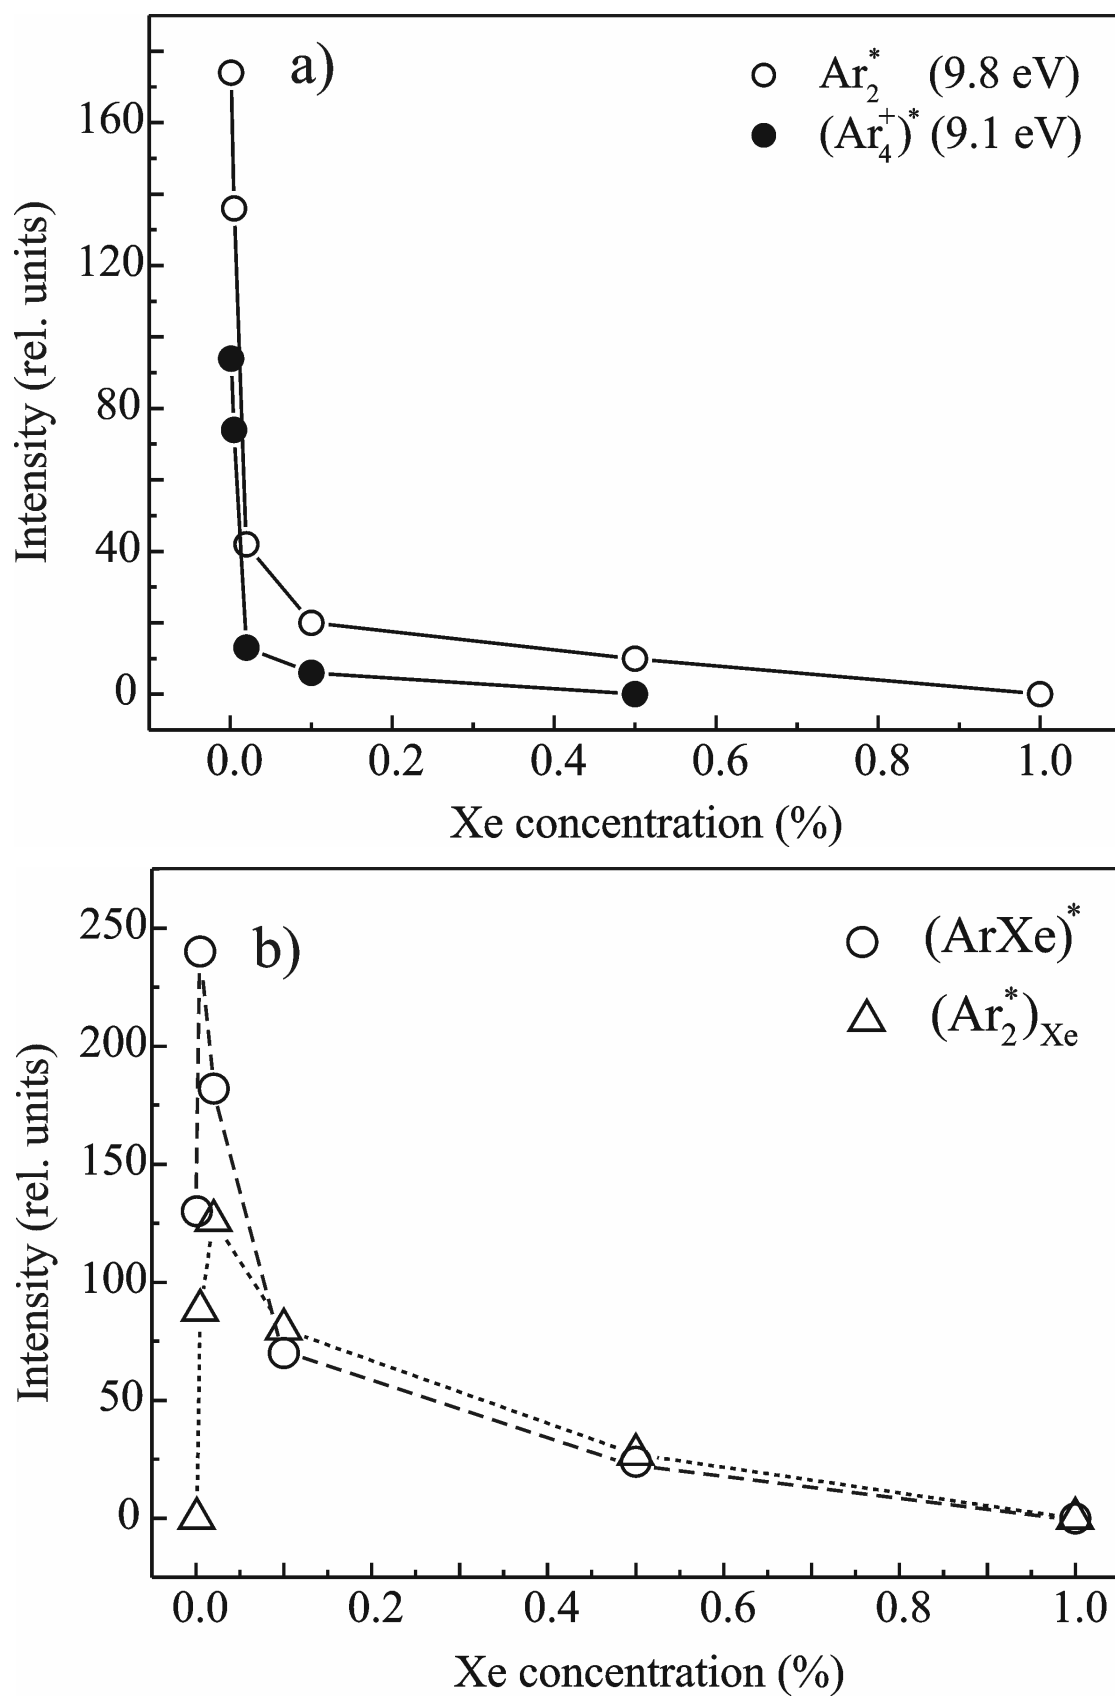 a)
Ar₂* (9.8 eV)
(Ar₄⁺)* (9.1 eV)
Intensity (rel. units)
160
120
80
40
0
0.0 0.2 0.4 0.6 0.8 1.0
Xe concentration (%)
b)
(ArXe)*
(Ar₂*)Xe
Intensity (rel. units)
250
200
150
100
50
0
0.0 0.2 0.4 0.6 0.8 1.0
Xe concentration (%)